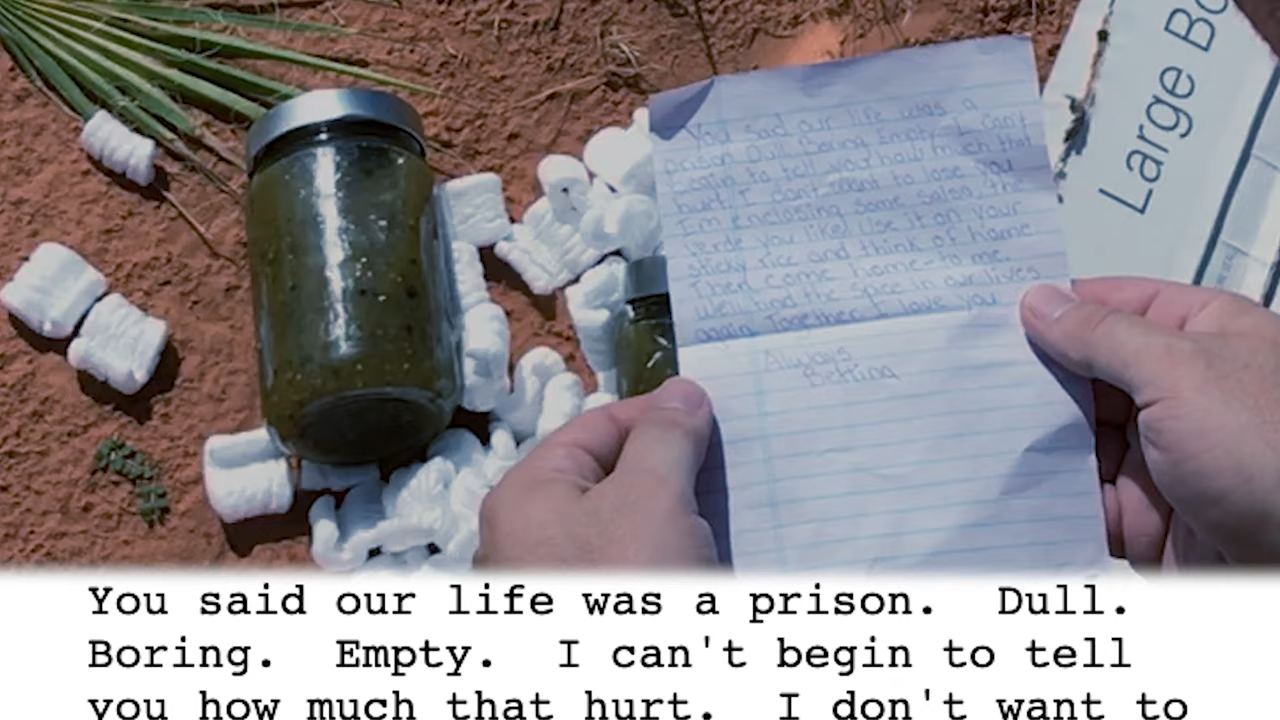 You said our life was a
prison Dull. Boring. Empty. I can't
begin to tell you how much that
hurt. I don't want to lose you
I'm enclosing some salsa, the
verde you like. Use it on your
sticky rice and think of home
Then come home-to me.
We'll find the spice in our lives
again Together. I love you
Always
Bettina
Large Bo
You said our life was a prison.  Dull.
Boring.  Empty.  I can't begin to tell
you how much that hurt.  I don't want to